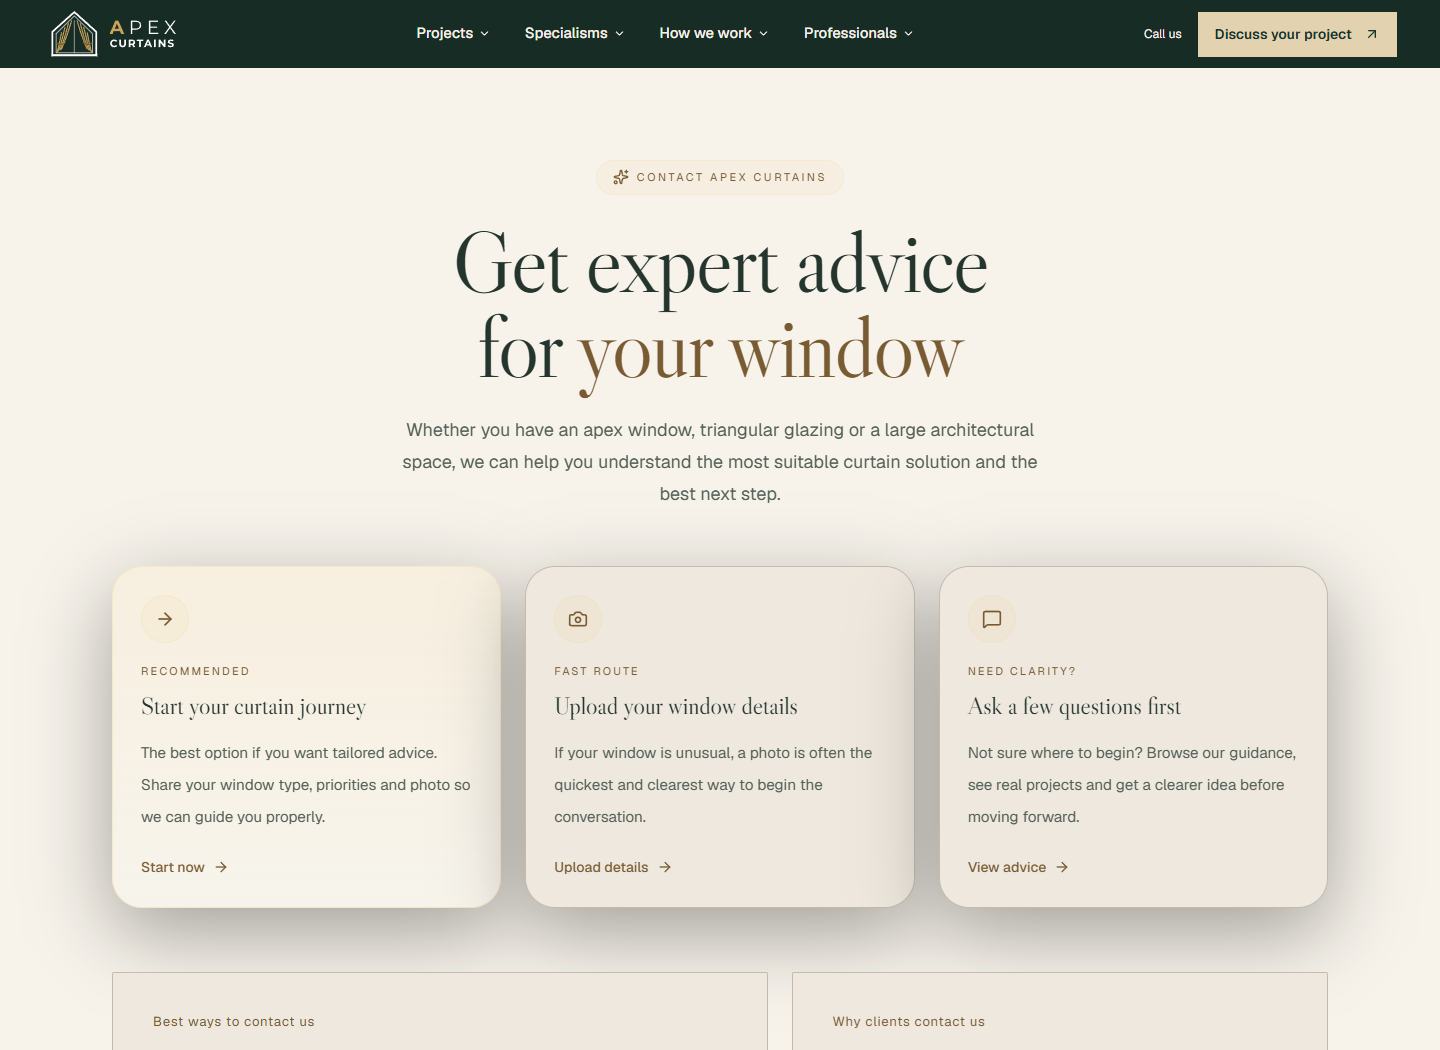 APEX
CURTAINS
Projects
Specialisms
How we work
Professionals
Call us
Discuss your project
CONTACT APEX CURTAINS
Get expert advice
for your window
Whether you have an apex window, triangular glazing or a large architectural
space, we can help you understand the most suitable curtain solution and the
best next step.
RECOMMENDED
Start your curtain journey
The best option if you want tailored advice.
Share your window type, priorities and photo so
we can guide you properly.
Start now
FAST ROUTE
Upload your window details
If your window is unusual, a photo is often the
quickest and clearest way to begin the
conversation.
Upload details
NEED CLARITY?
Ask a few questions first
Not sure where to begin? Browse our guidance,
see real projects and get a clearer idea before
moving forward.
View advice
Best ways to contact us
Why clients contact us